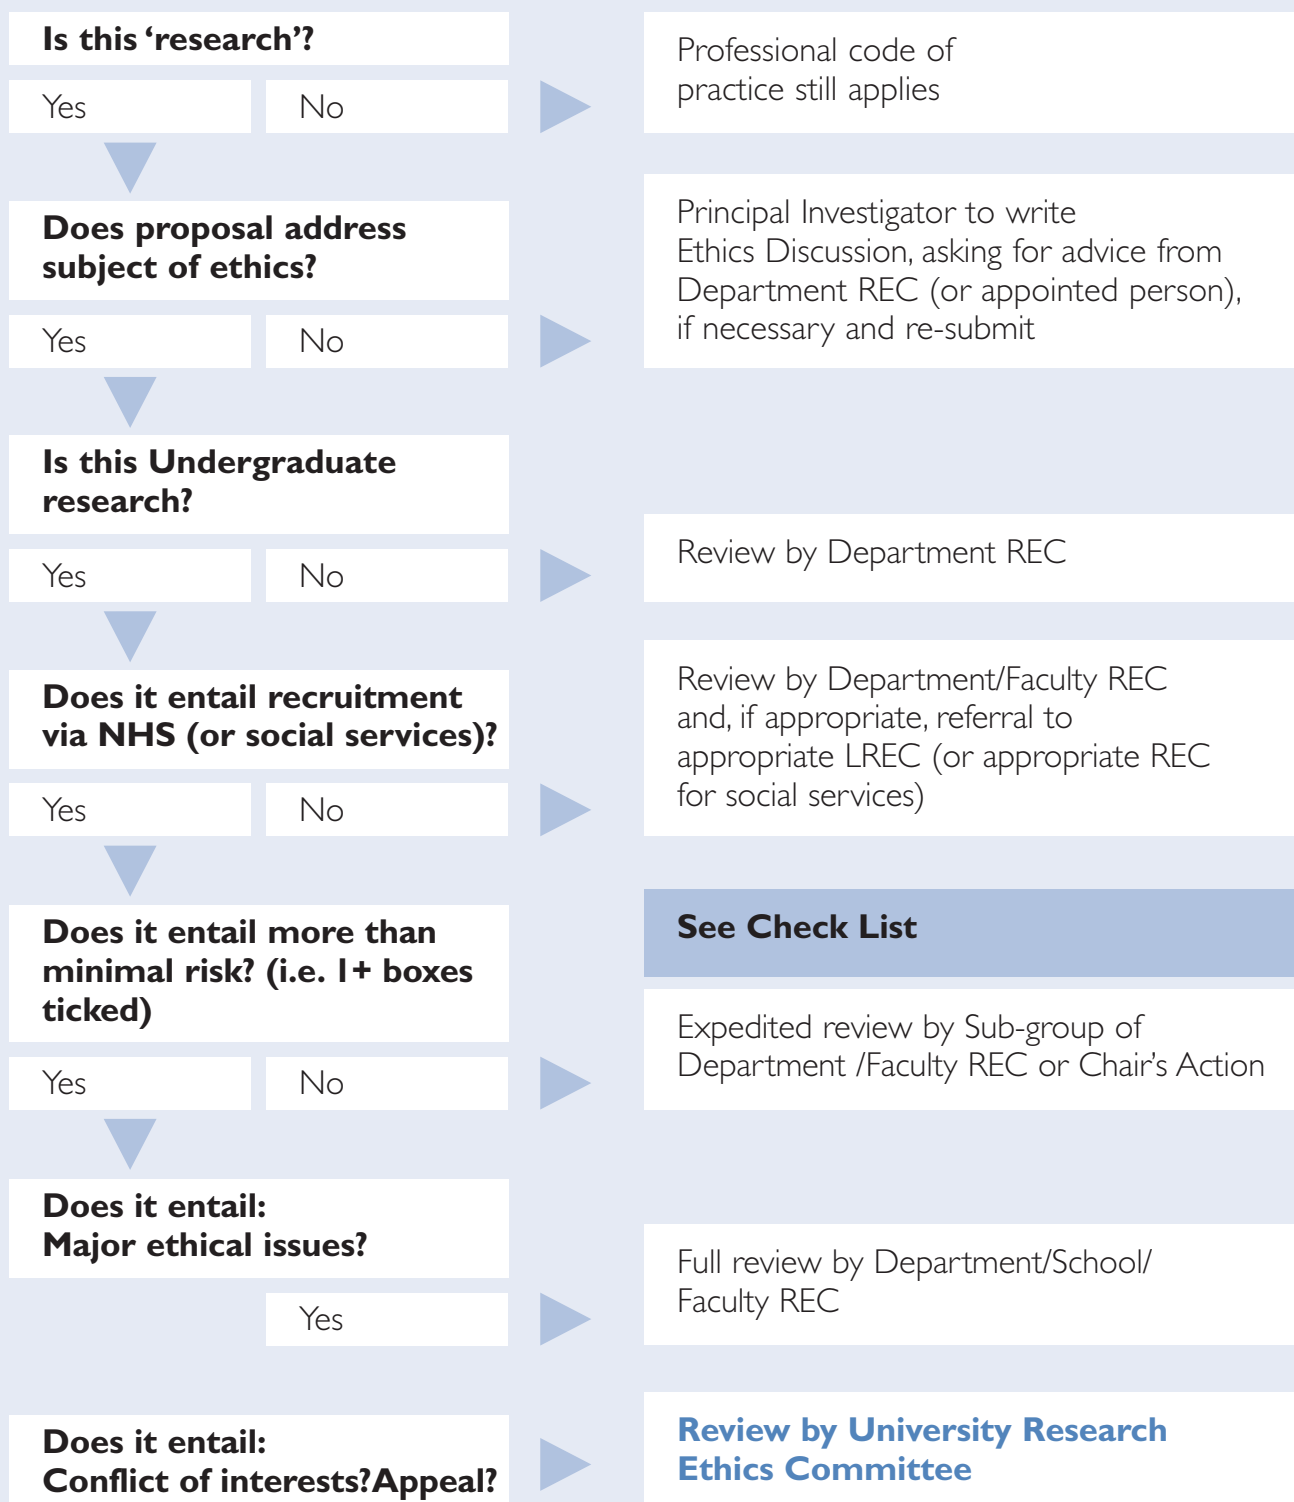 Is this ‘research’?
Yes
No
Professional code of
practice still applies
Does proposal address
subject of ethics?
Yes
No
Principal Investigator to write
Ethics Discussion, asking for advice from
Department REC (or appointed person),
if necessary and re-submit
Is this Undergraduate
research?
Yes
No
Review by Department REC
Does it entail recruitment
via NHS (or social services)?
Yes
No
Review by Department/Faculty REC
and, if appropriate, referral to
appropriate LREC (or appropriate REC
for social services)
Does it entail more than
minimal risk? (i.e. 1+ boxes
ticked)
Yes
No
See Check List
Expedited review by Sub-group of
Department /Faculty REC or Chair’s Action
Does it entail:
Major ethical issues?
Yes
Full review by Department/School/
Faculty REC
Does it entail:
Conflict of interests?Appeal?
Review by University Research
Ethics Committee